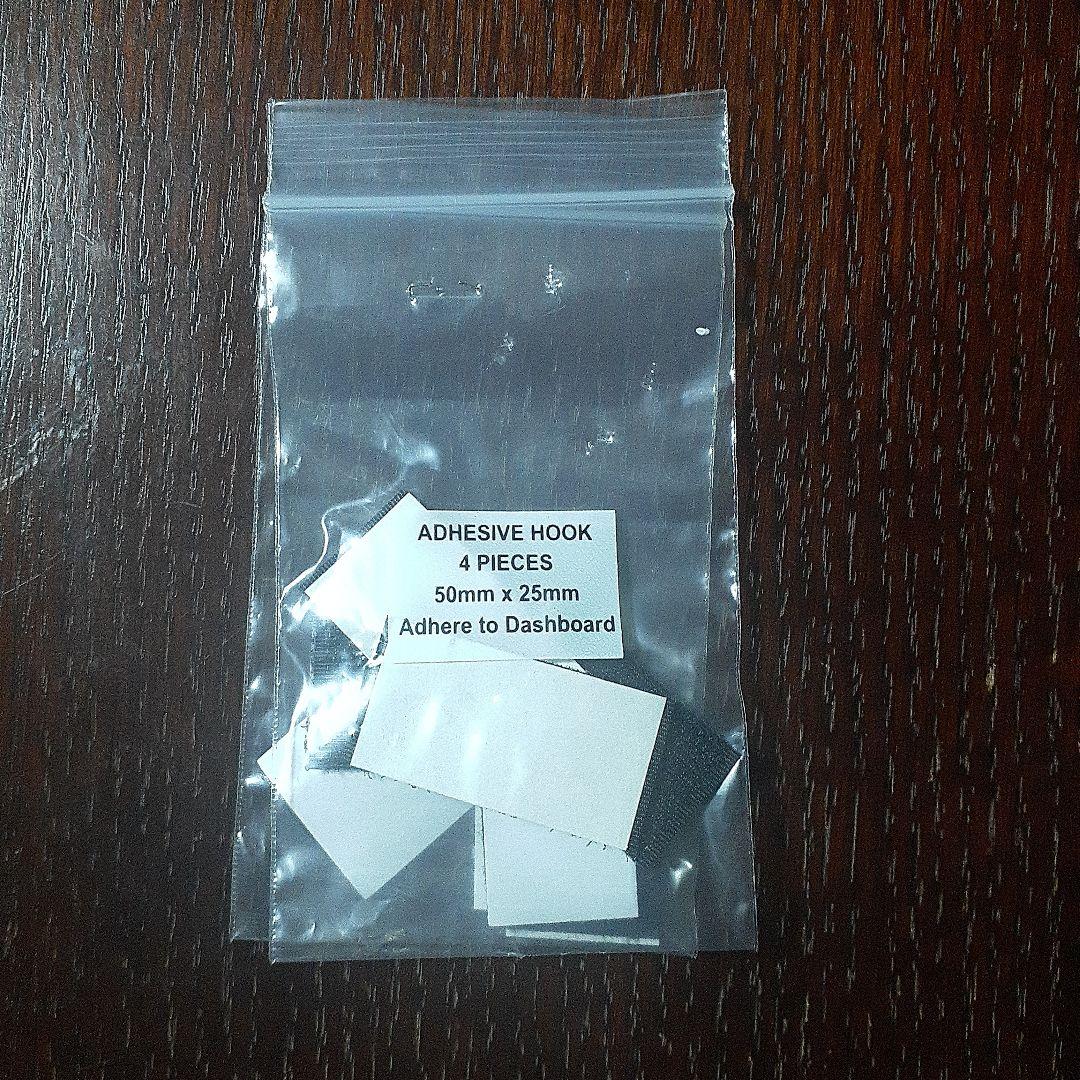 ADHESIVE HOOK
4 PIECES
50mm x 25mm
Adhere to Dashboard